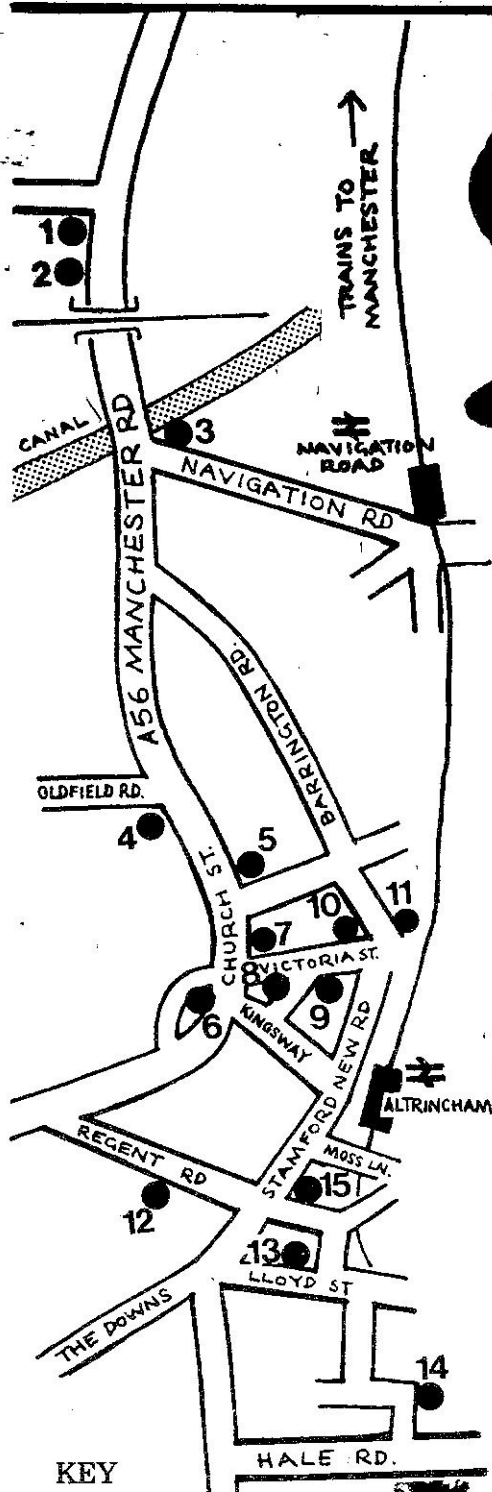 TRAINS TO
MANCHESTER
1
2
CANAL
3
NAVIGATION
ROAD
NAVIGATION RD
A56 MANCHESTER RD
BARRINGTON RD.
OLDFIELD RD.
4
5
CHURCH ST.
10
11
7
VICTORIA ST.
8
9
6
KINGSWAY
STAMFORD NEW RD
ALTRINCHAM
MOSS LN.
REGENT RD
15
12
13
LLOYD ST
THE DOWNS
14
HALE RD.
KEY